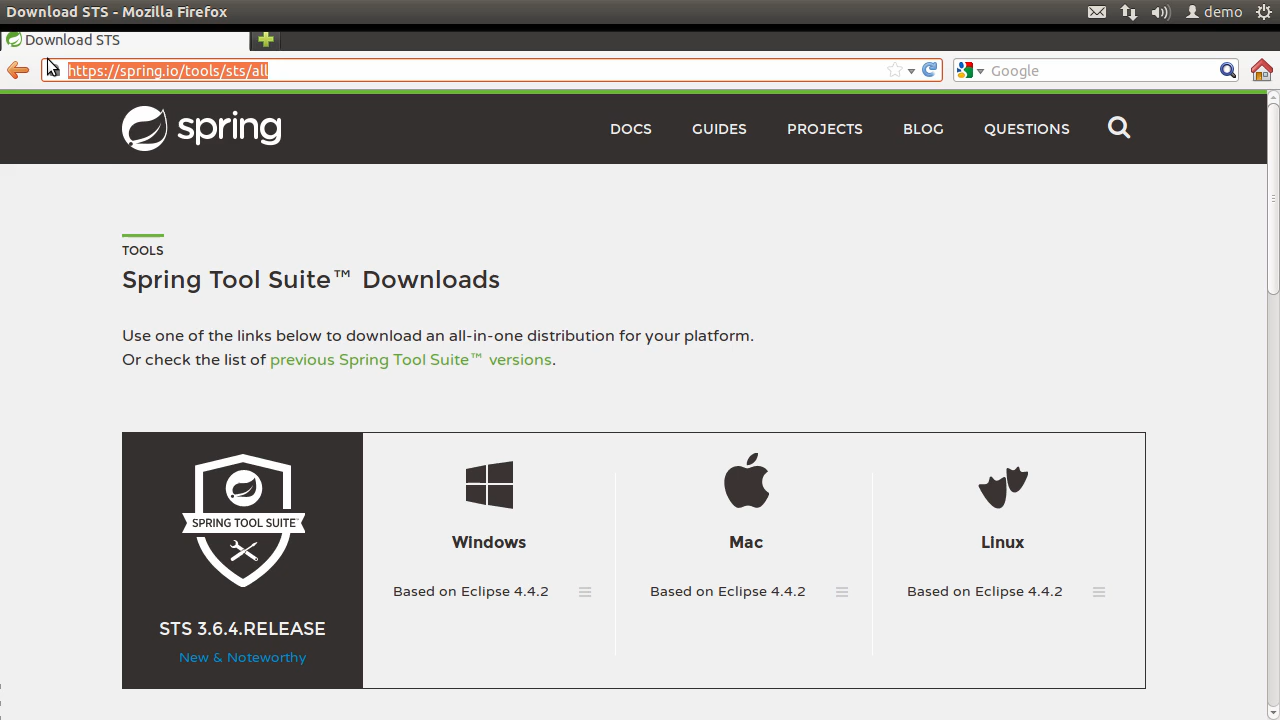 Download STS - Mozilla Firefox
demo
Download STS
https://spring.io/tools/sts/all
Google
spring
DOCS
GUIDES
PROJECTS
BLOG
QUESTIONS
TOOLS
Spring Tool Suite™ Downloads
Use one of the links below to download an all-in-one distribution for your platform.
Or check the list of previous Spring Tool Suite™ versions.
SPRING TOOL SUITE™
STS 3.6.4.RELEASE
New & Noteworthy
Windows
Based on Eclipse 4.4.2
Mac
Based on Eclipse 4.4.2
Linux
Based on Eclipse 4.4.2